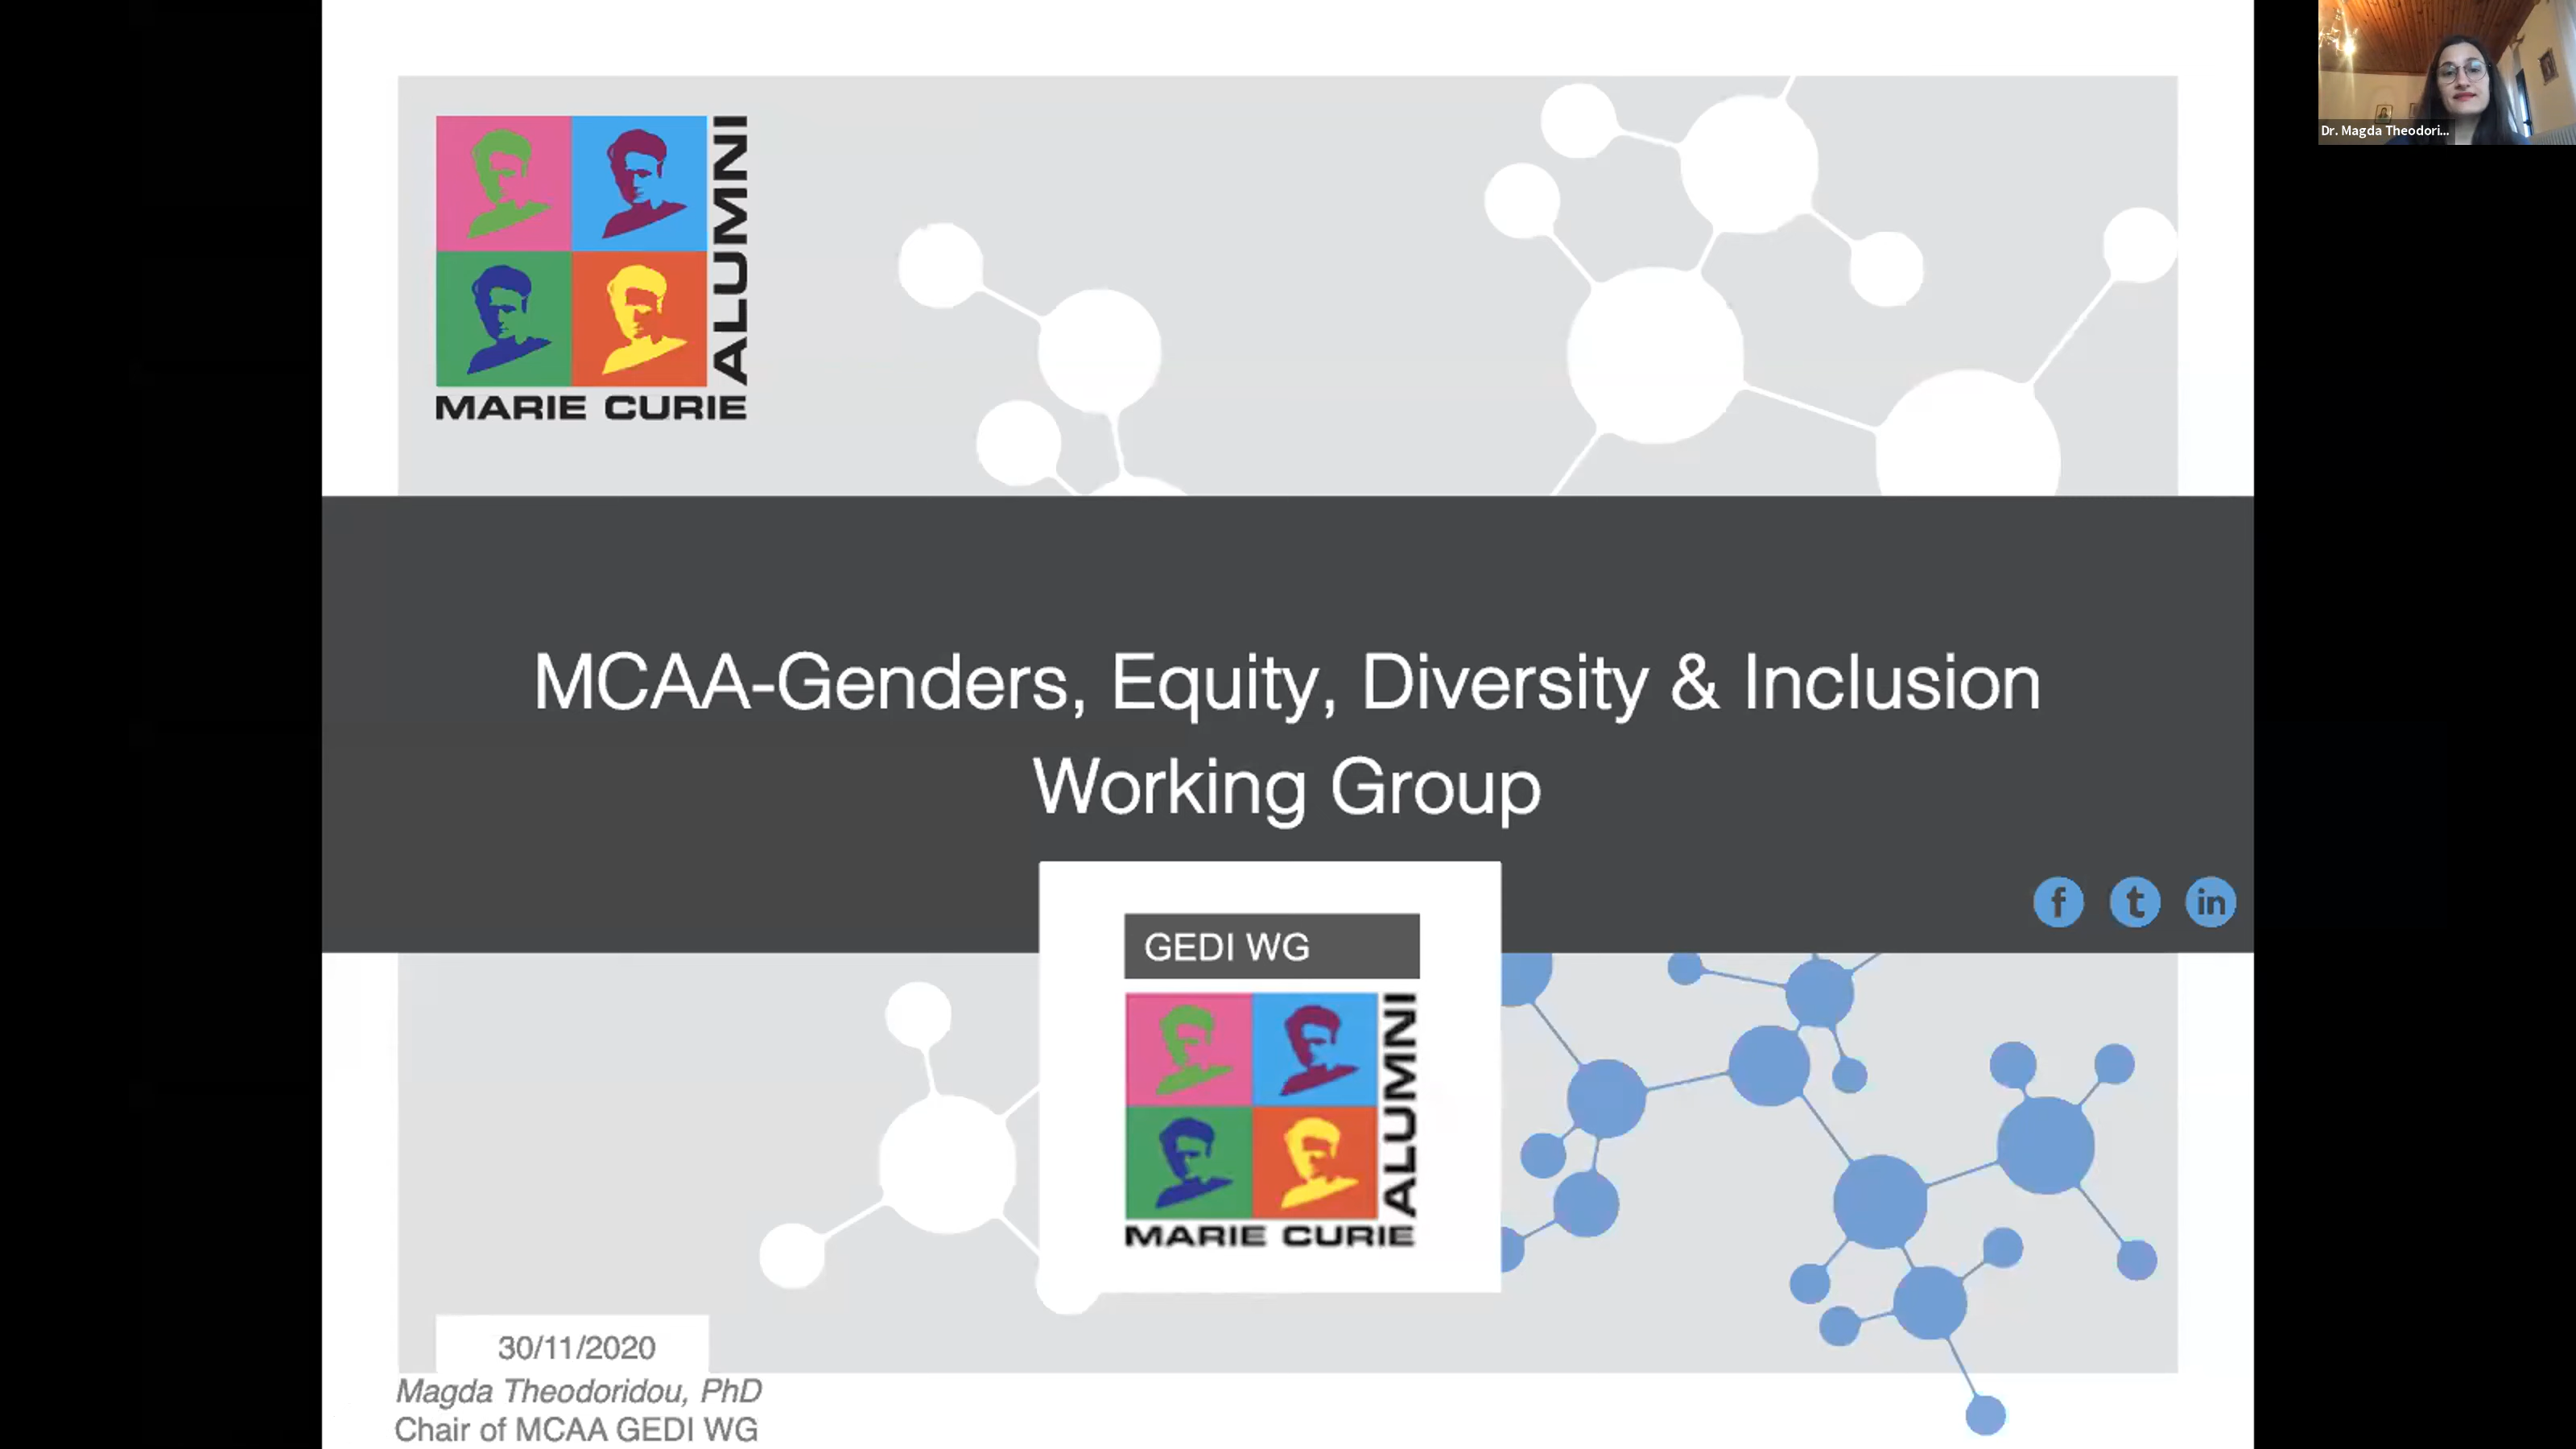 ALUMNI
MARIE CURIE
Dr. Magda Theodori...
MCAA-Genders, Equity, Diversity & Inclusion
Working Group
f t in
GEDI WG
ALUMNI
MARIE CURIE
30/11/2020
Magda Theodoridou, PhD
Chair of MCAA GEDI WG